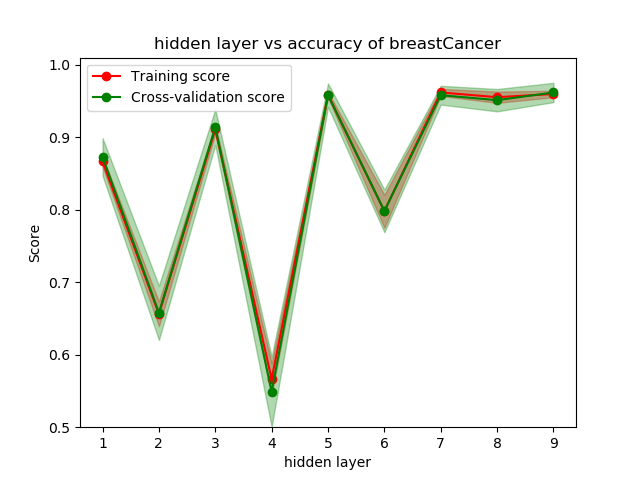 hidden layer vs accuracy of breastCancer
Training score
Cross-validation score
1.0
0.9
0.8
0.7
0.6
0.5
Score
1 2 3 4 5 6 7 8 9
hidden layer